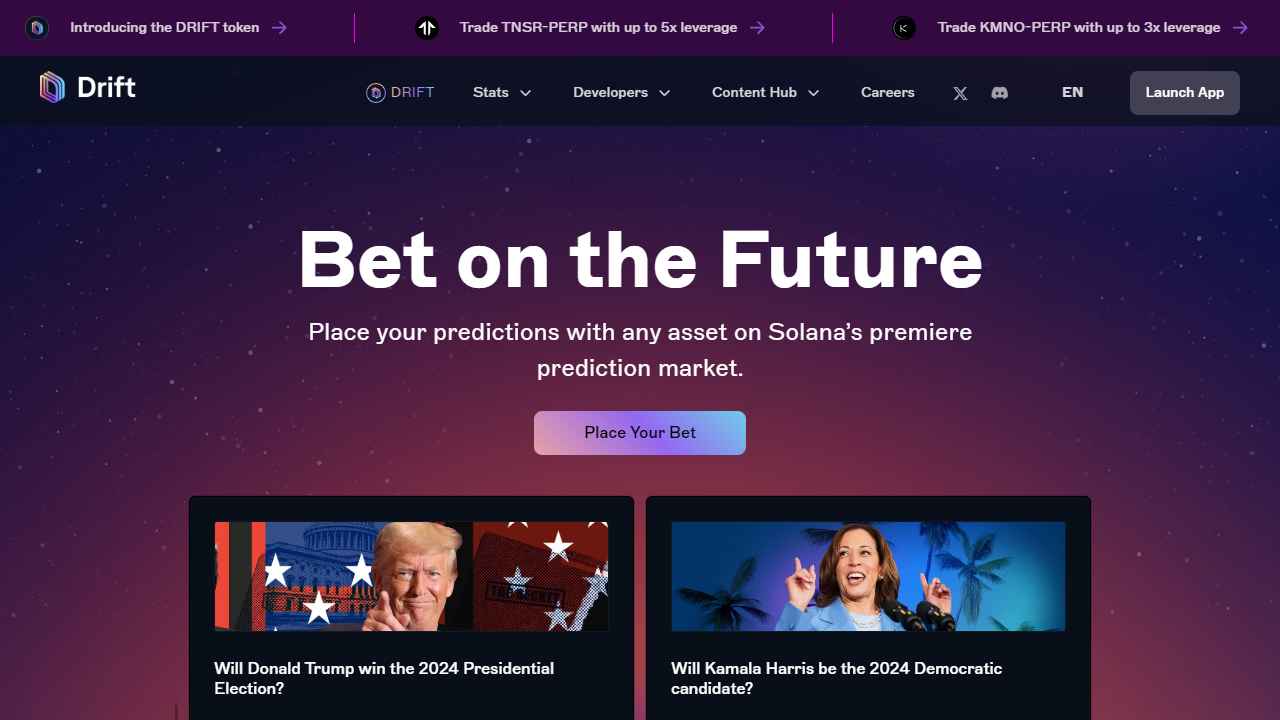 Introducing the DRIFT token
Trade TNSR-PERP with up to 5x leverage
Trade KMNO-PERP with up to 3x leverage
Drift
DRIFT
Stats
Developers
Content Hub
Careers
EN
Launch App
Bet on the Future
Place your predictions with any asset on Solana’s premiere
prediction market.
Place Your Bet
Will Donald Trump win the 2024 Presidential
Election?
Will Kamala Harris be the 2024 Democratic
candidate?